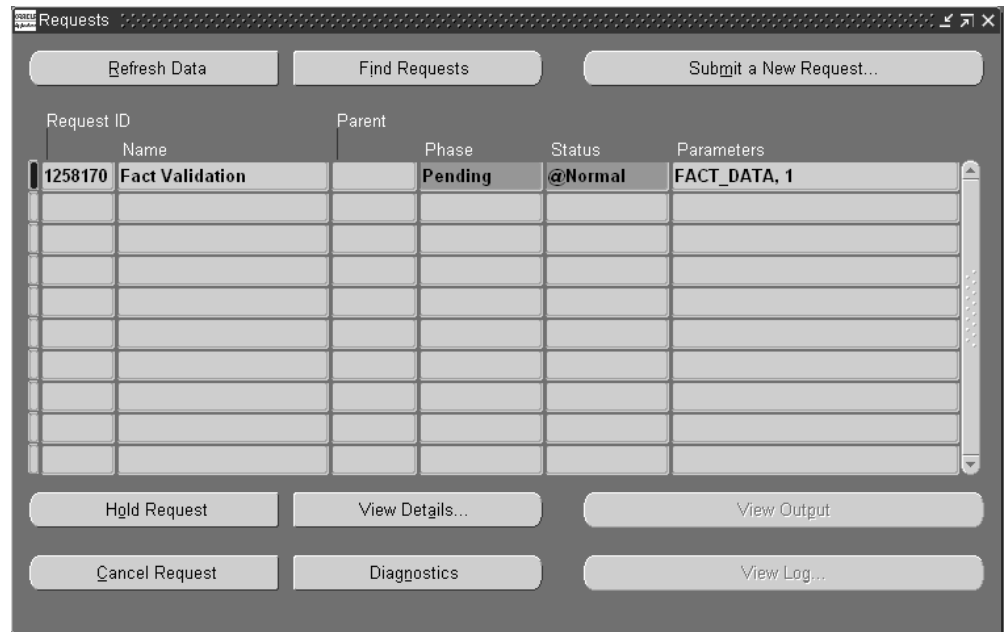 Requests
Refresh Data Find Requests Submit a New Request...
Request ID Parent
Name Phase Status Parameters
1258170 Fact Validation Pending @Normal FACT_DATA, 1
Hold Request View Details... View Output
Cancel Request Diagnostics View Log...